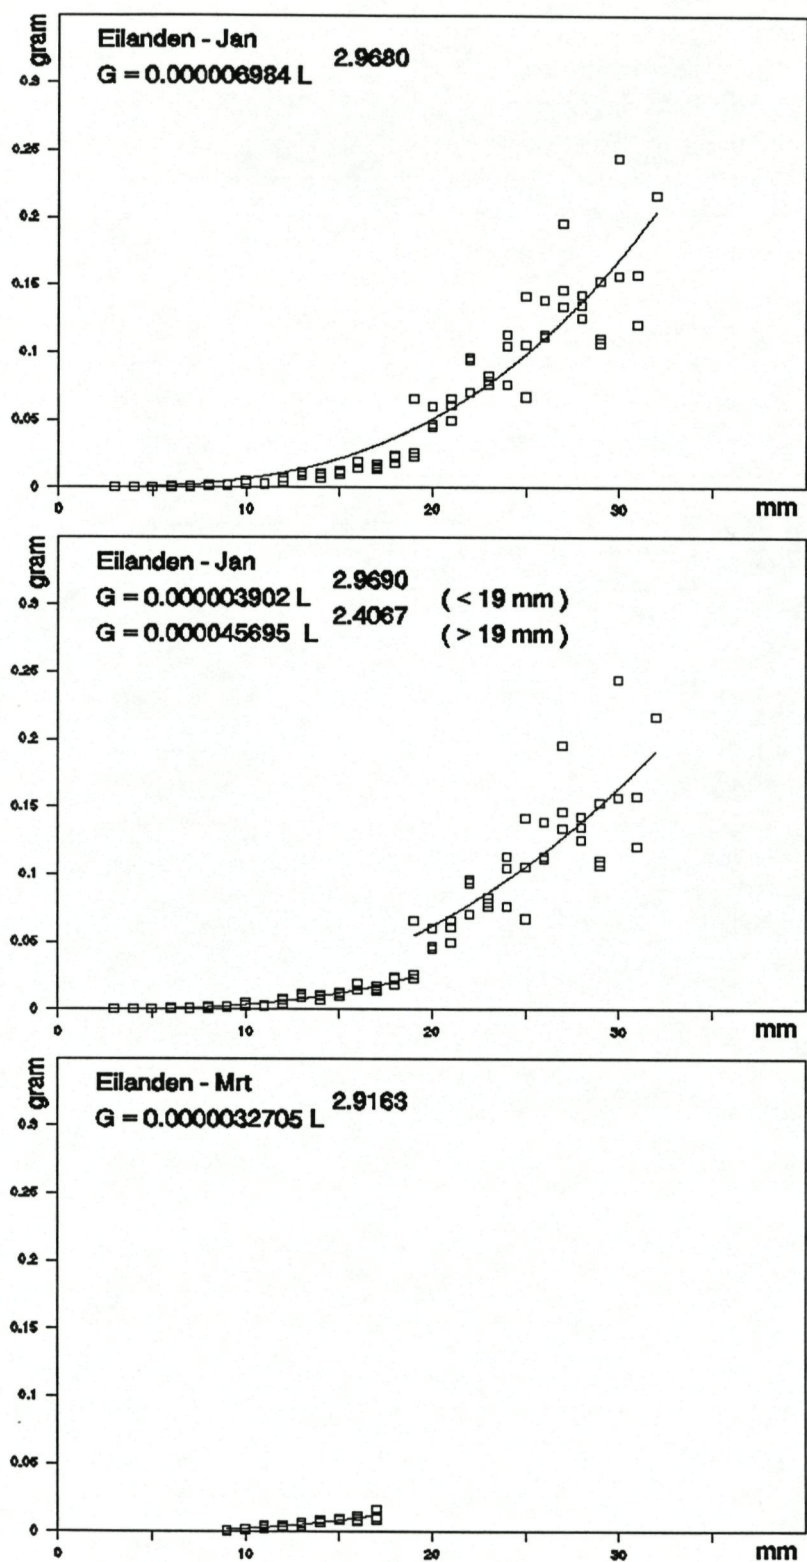 gram
Eilanden - Jan
G = 0.000006984 L 2.9680
0.3
0.25
0.2
0.15
0.1
0.05
0
0 10 20 30 mm
gram
Eilanden - Jan
G = 0.000003902 L 2.9690 ( < 19 mm )
G = 0.000045695 L 2.4067 ( > 19 mm )
0.3
0.25
0.2
0.15
0.1
0.05
0
0 10 20 30 mm
gram
Eilanden - Mrt
G = 0.0000032705 L 2.9163
0.3
0.25
0.2
0.15
0.1
0.05
0
0 10 20 30 mm